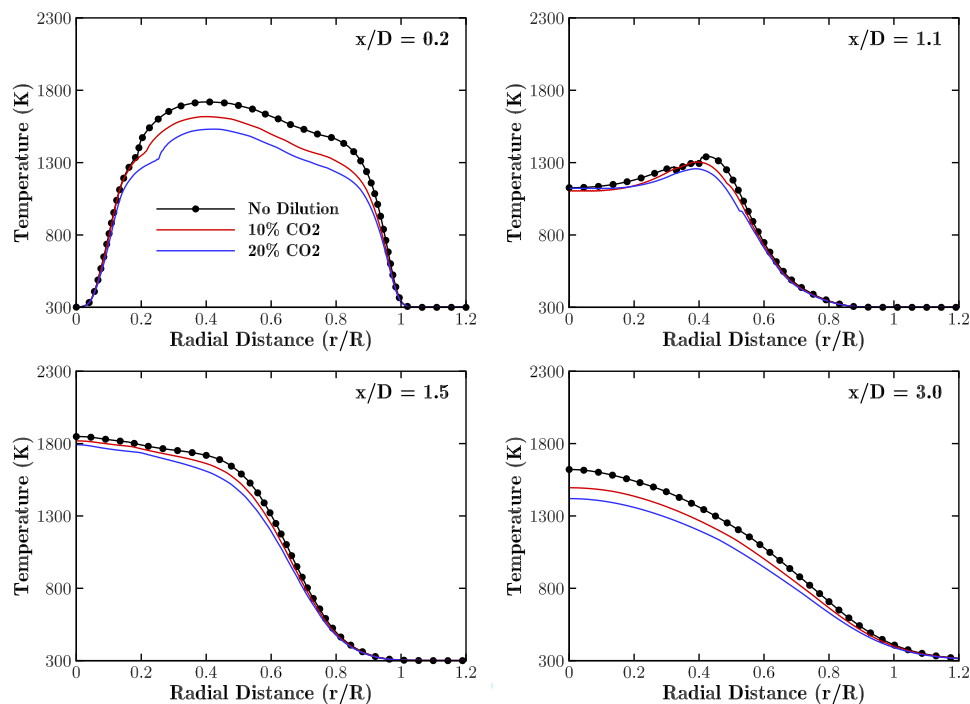 x/D = 0.2
2300
1800
1300
800
300
Temperature (K)
No Dilution
10% CO2
20% CO2
0 0.2 0.4 0.6 0.8 1 1.2
Radial Distance (r/R)
x/D = 1.1
2300
1800
1300
800
300
Temperature (K)
0 0.2 0.4 0.6 0.8 1 1.2
Radial Distance (r/R)
x/D = 1.5
2300
1800
1300
800
300
Temperature (K)
0 0.2 0.4 0.6 0.8 1 1.2
Radial Distance (r/R)
x/D = 3.0
2300
1800
1300
800
300
Temperature (K)
0 0.2 0.4 0.6 0.8 1 1.2
Radial Distance (r/R)